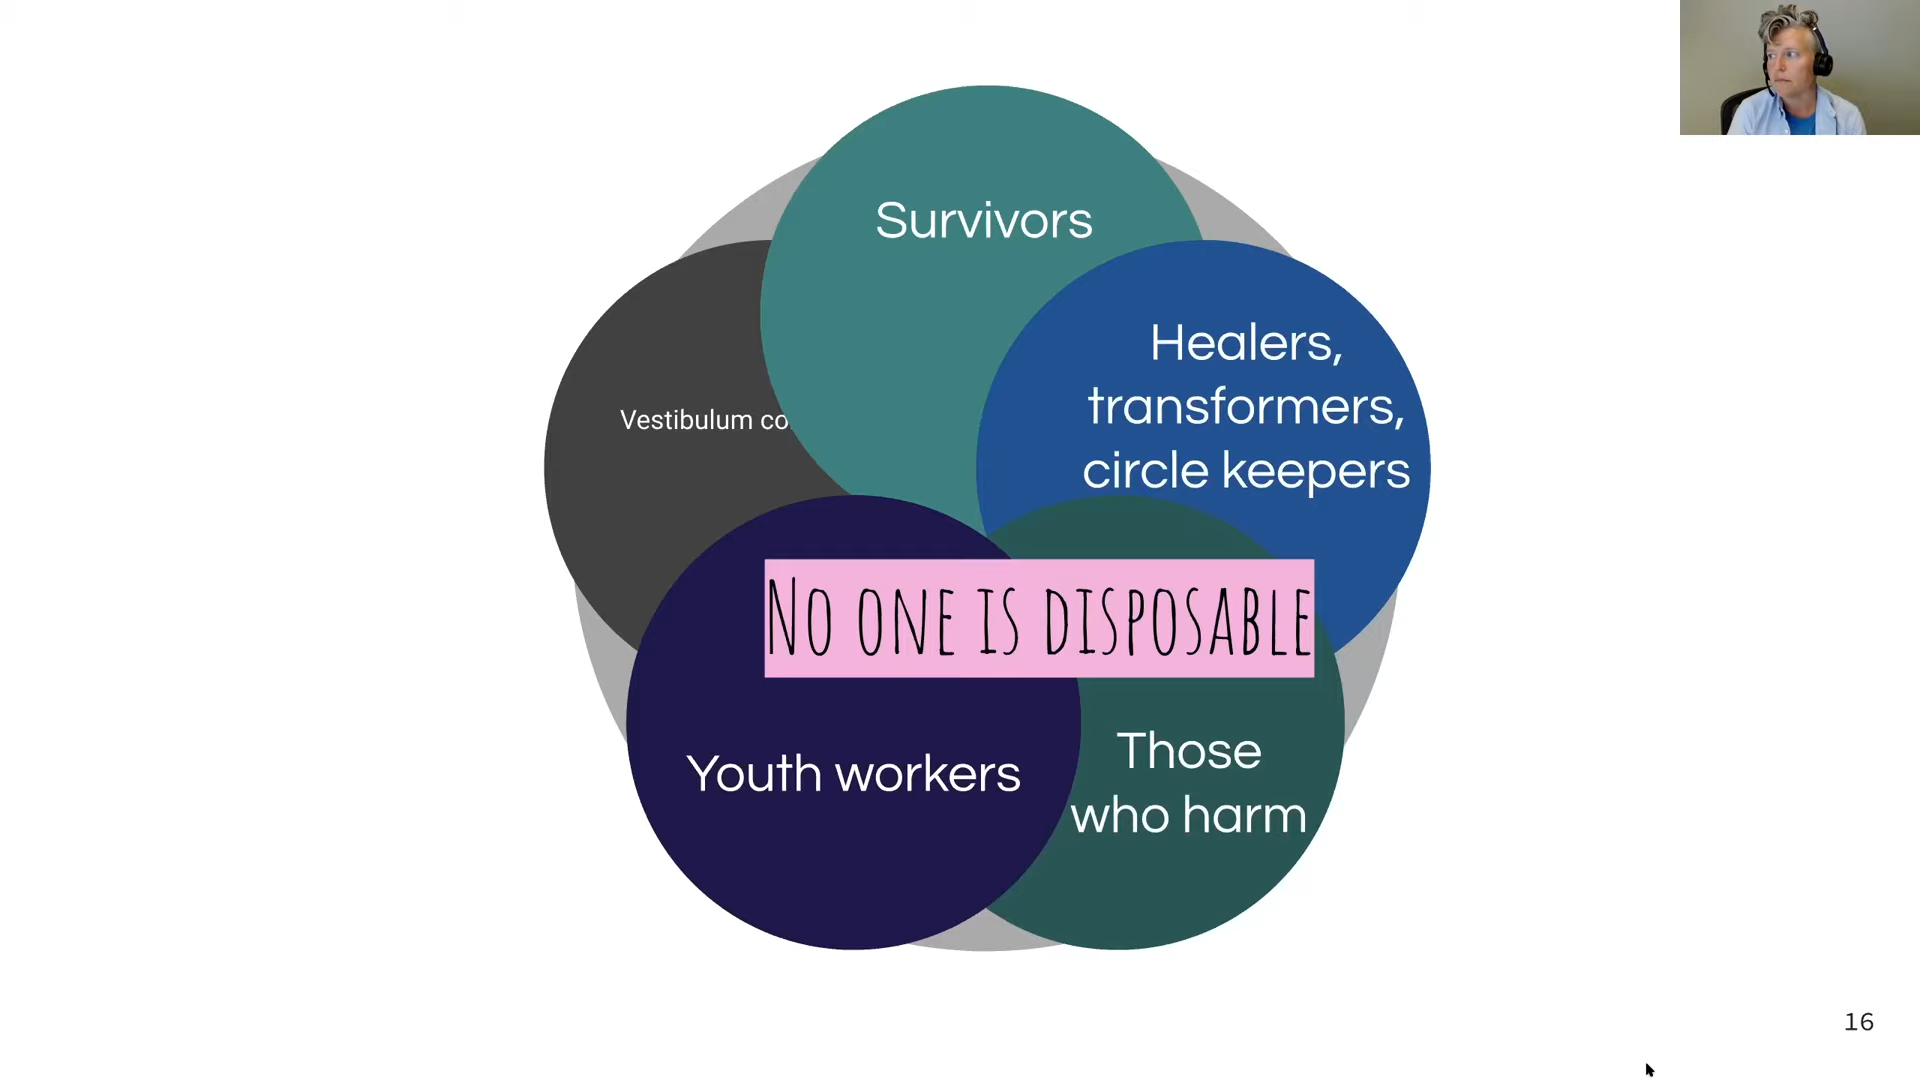 Survivors
Healers,
transformers,
circle keepers
Vestibulum co
No one is disposable
Youth workers
Those
who harm
16